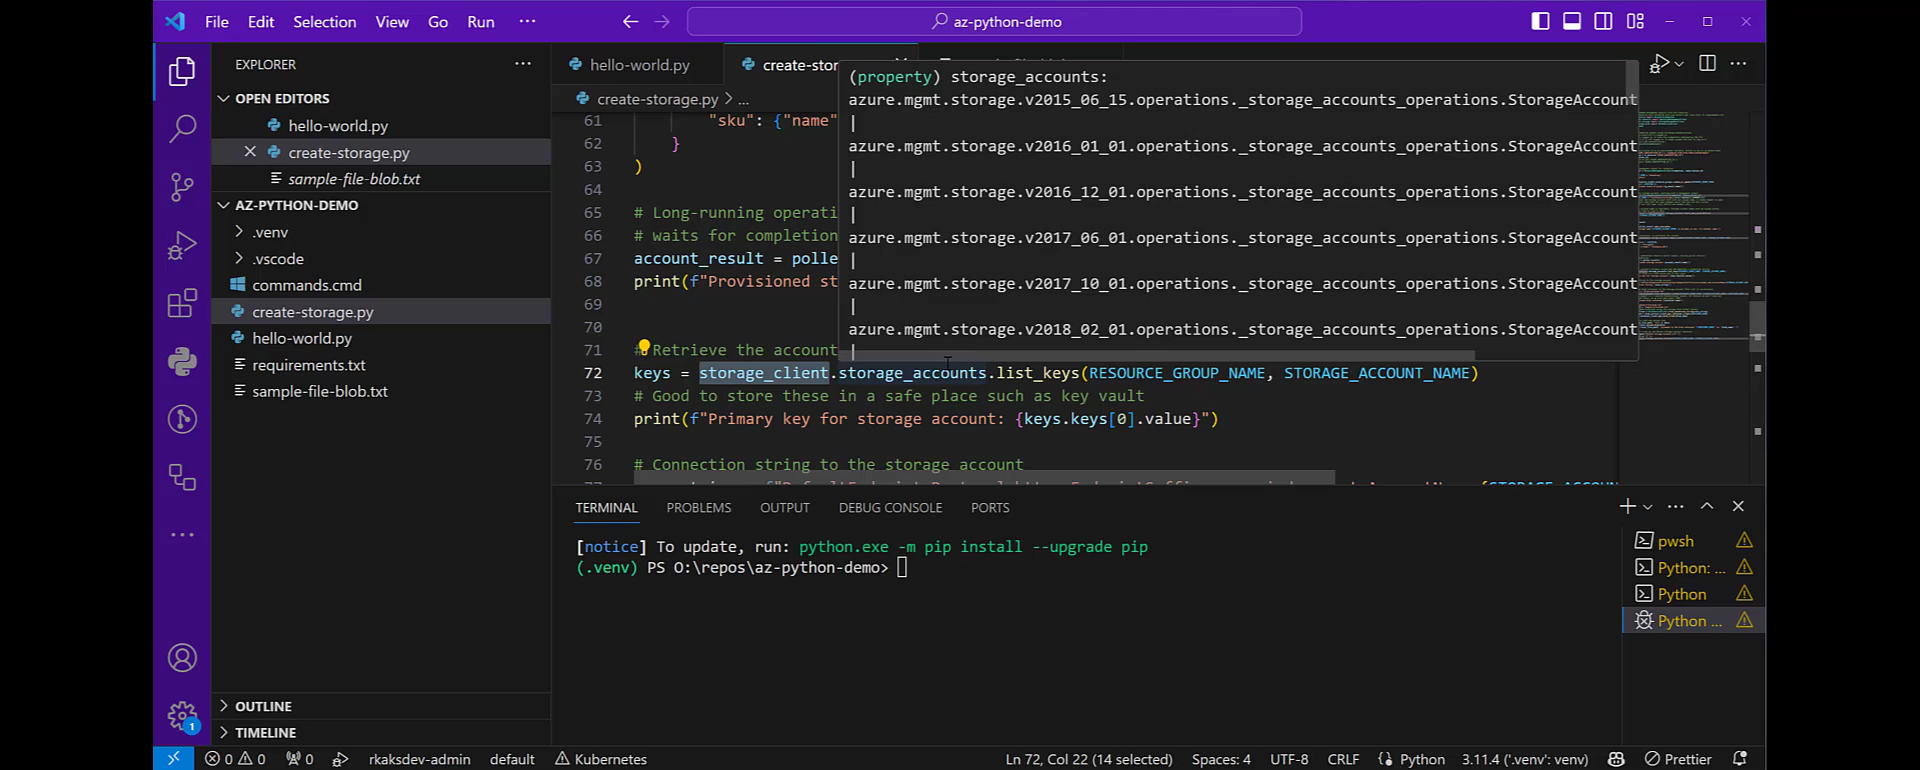 File Edit Selection View Go Run ... az-python-demo
EXPLORER ...
OPEN EDITORS
hello-world.py
create-storage.py
sample-file-blob.txt
AZ-PYTHON-DEMO
.venv
.vscode
commands.cmd
create-storage.py
hello-world.py
requirements.txt
sample-file-blob.txt
OUTLINE
TIMELINE
hello-world.py create-stor
create-storage.py > ...
(property) storage_accounts:
azure.mgmt.storage.v2015_06_15.operations._storage_accounts_operations.StorageAccount
|
azure.mgmt.storage.v2016_01_01.operations._storage_accounts_operations.StorageAccount
|
azure.mgmt.storage.v2016_12_01.operations._storage_accounts_operations.StorageAccount
|
azure.mgmt.storage.v2017_06_01.operations._storage_accounts_operations.StorageAccount
|
azure.mgmt.storage.v2017_10_01.operations._storage_accounts_operations.StorageAccount
|
azure.mgmt.storage.v2018_02_01.operations._storage_accounts_operations.StorageAccount
|
61 "sku": {"name"
62 }
63 )
64
65 # Long-running operati
66 # waits for completion
67 account_result = polle
68 print(f"Provisioned st
69
70
71 # Retrieve the account
72 keys = storage_client.storage_accounts.list_keys(RESOURCE_GROUP_NAME, STORAGE_ACCOUNT_NAME)
73 # Good to store these in a safe place such as key vault
74 print(f"Primary key for storage account: {keys.keys[0].value}")
75
76 # Connection string to the storage account
TERMINAL PROBLEMS OUTPUT DEBUG CONSOLE PORTS
[notice] To update, run: python.exe -m pip install --upgrade pip
(.venv) PS O:\repos\az-python-demo>
pwsh
Python: ...
Python
Python ...
1
0 0 0 rkaksdev-admin default Kubernetes Ln 72, Col 22 (14 selected) Spaces: 4 UTF-8 CRLF Python 3.11.4 ('.venv': venv) Prettier